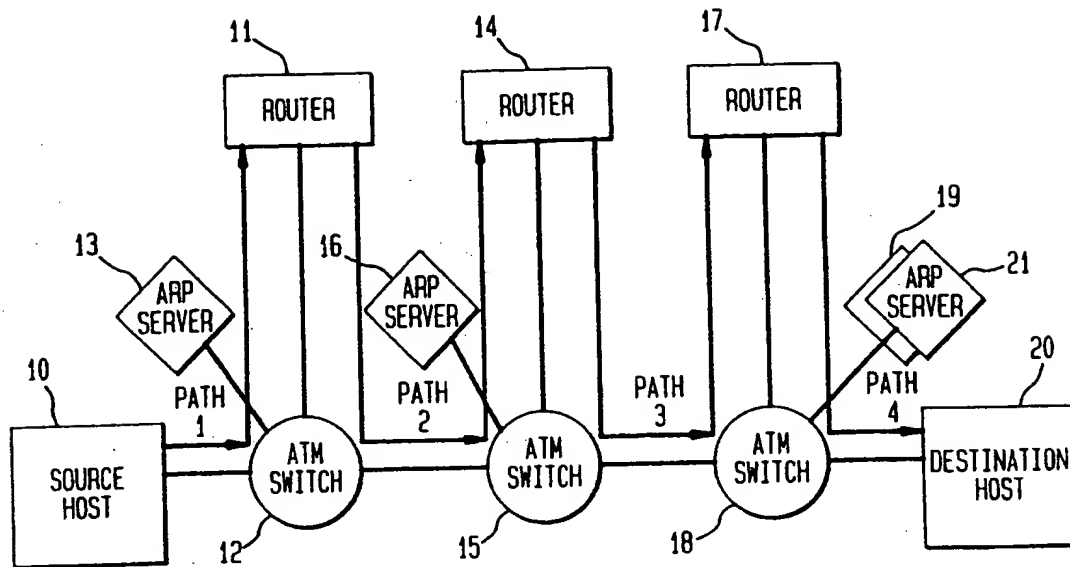 11
14
17
ROUTER
ROUTER
ROUTER
13
16
19
21
ARP
SERVER
ARP
SERVER
ARP
SERVER
10
PATH
1
PATH
2
PATH
3
PATH
4
20
SOURCE
HOST
ATM
SWITCH
ATM
SWITCH
ATM
SWITCH
DESTINATION
HOST
12
15
18